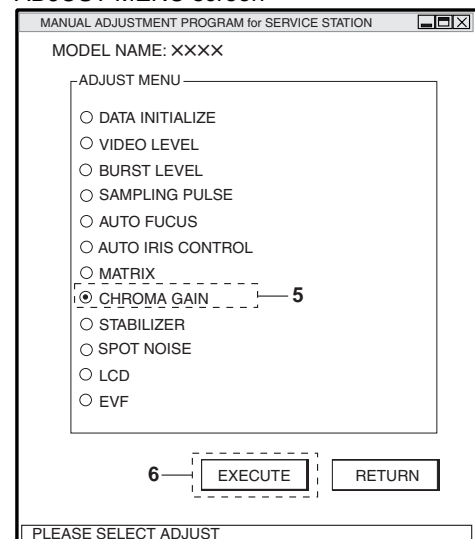 ADJUST MENU screen
MANUAL ADJUSTMENT PROGRAM for SERVICE STATION
MODEL NAME: ××××
ADJUST MENU
DATA INITIALIZE
VIDEO LEVEL
BURST LEVEL
SAMPLING PULSE
AUTO FUCUS
AUTO IRIS CONTROL
MATRIX
CHROMA GAIN 5
STABILIZER
SPOT NOISE
LCD
EVF
6 EXECUTE RETURN
PLEASE SELECT ADJUST